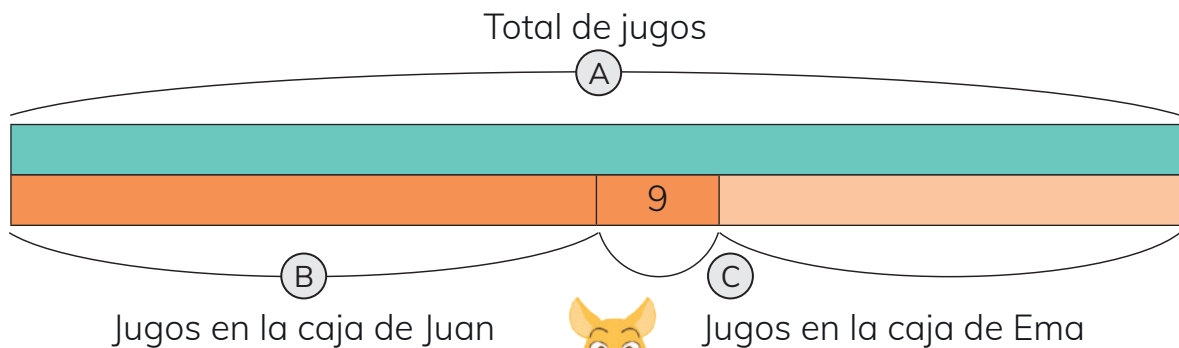 Total de jugos
A
9
B
C
Jugos en la caja de Juan
Jugos en la caja de Ema